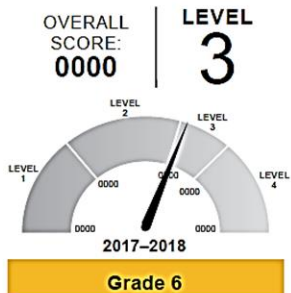 OVERALL
SCORE:
0000
LEVEL
3
LEVEL
2
LEVEL
3
LEVEL
1
LEVEL
4
0000
0000
0000
0000
0000
2017–2018
Grade 6